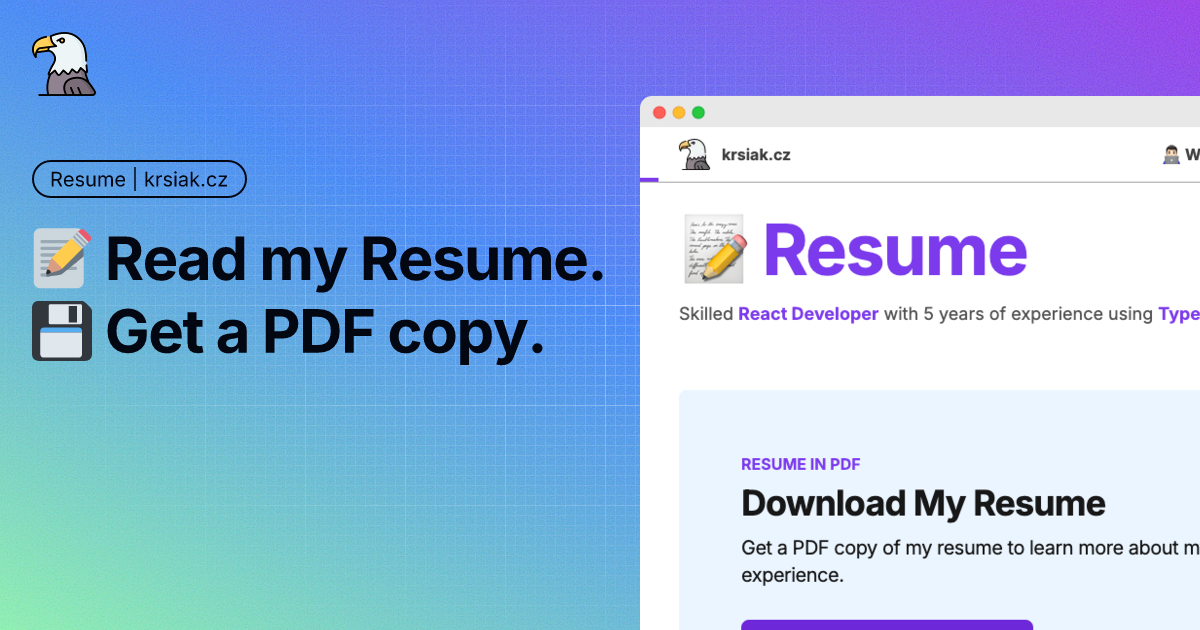 Resume | krsiak.cz
Read my Resume.
Get a PDF copy.
krsiak.cz
Resume
Skilled React Developer with 5 years of experience using Type
RESUME IN PDF
Download My Resume
Get a PDF copy of my resume to learn more about m
experience.